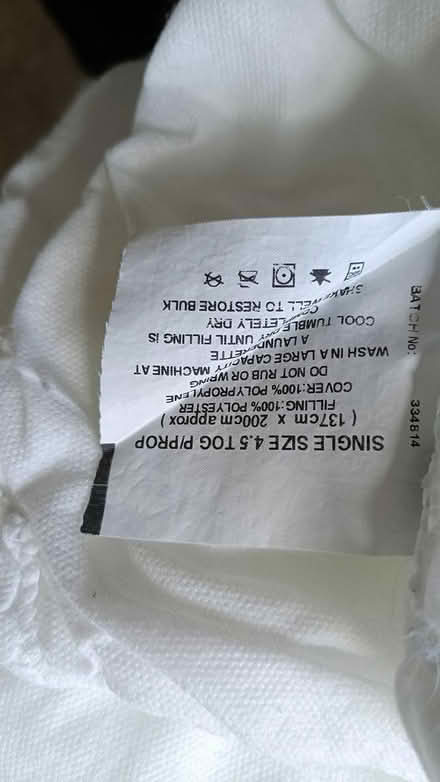 SINGLE SIZE 4.5 TOG P/PROP
( 137cm x 200cm approx )
FILLING:100% POLYESTER
COVER:100% POLYPROPYLENE
DO NOT RUB OR WRING
WASH IN A LARGE CAPACITY MACHINE AT
A LAUNDERETTE
COOL TUMBLE DRY UNTIL FILLING IS
COMPLETELY DRY
SHAKE WELL TO RESTORE BULK
BATCH No: 334814